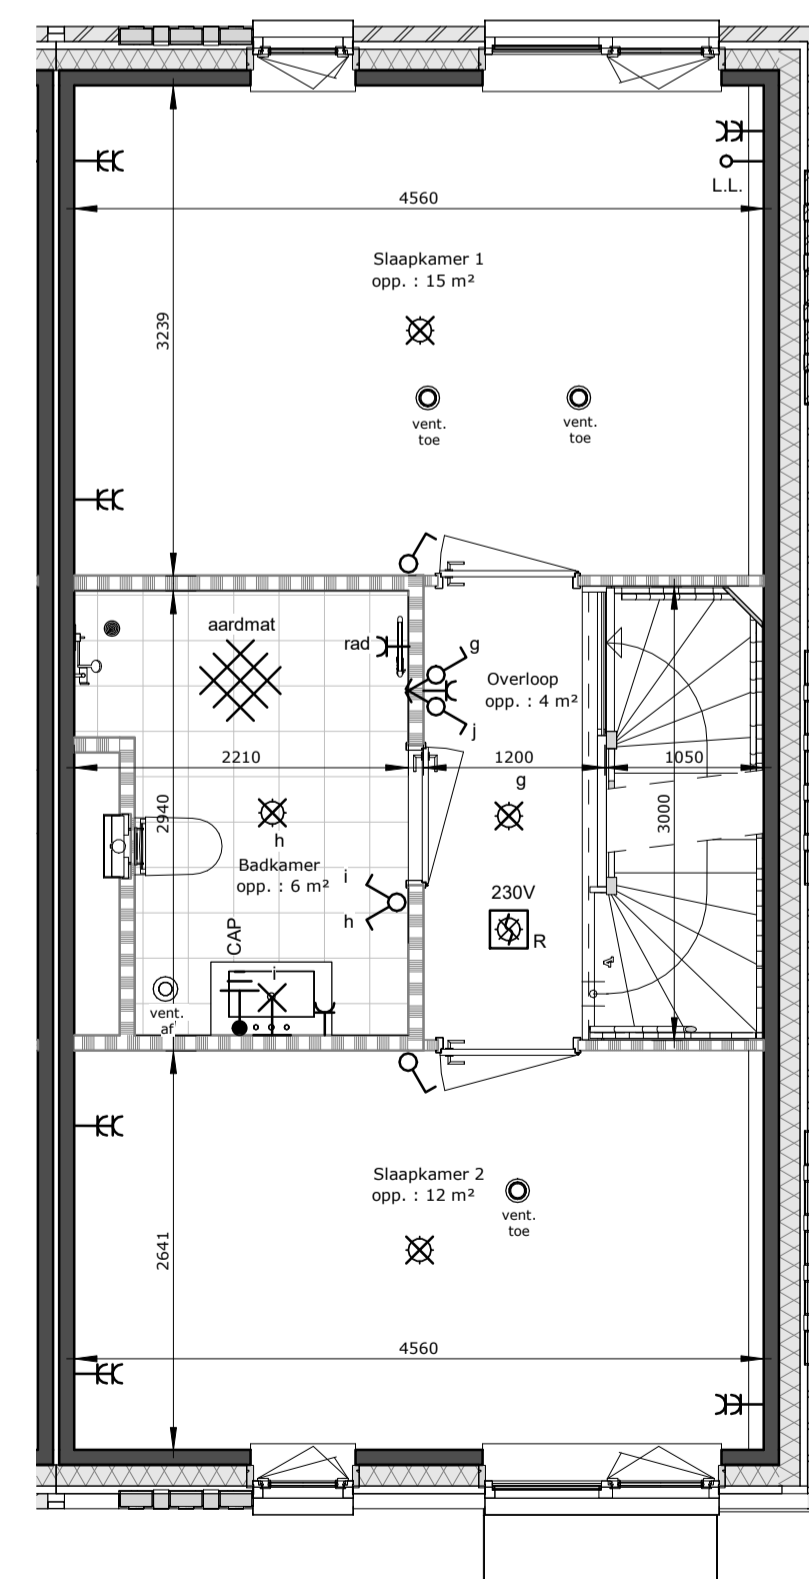 L.L.
4560
Slaapkamer 1
opp. : 15 m²
3239
vent.
toe
vent.
toe
aardmat
rad
g
Overloop
opp. : 4 m²
j
2210
1200
1050
g
2940
3000
h
Badkamer
opp. : 6 m²
i
h
230V
R
CAP
i
vent.
af
A
Slaapkamer 2
opp. : 12 m²
vent.
toe
2641
4560